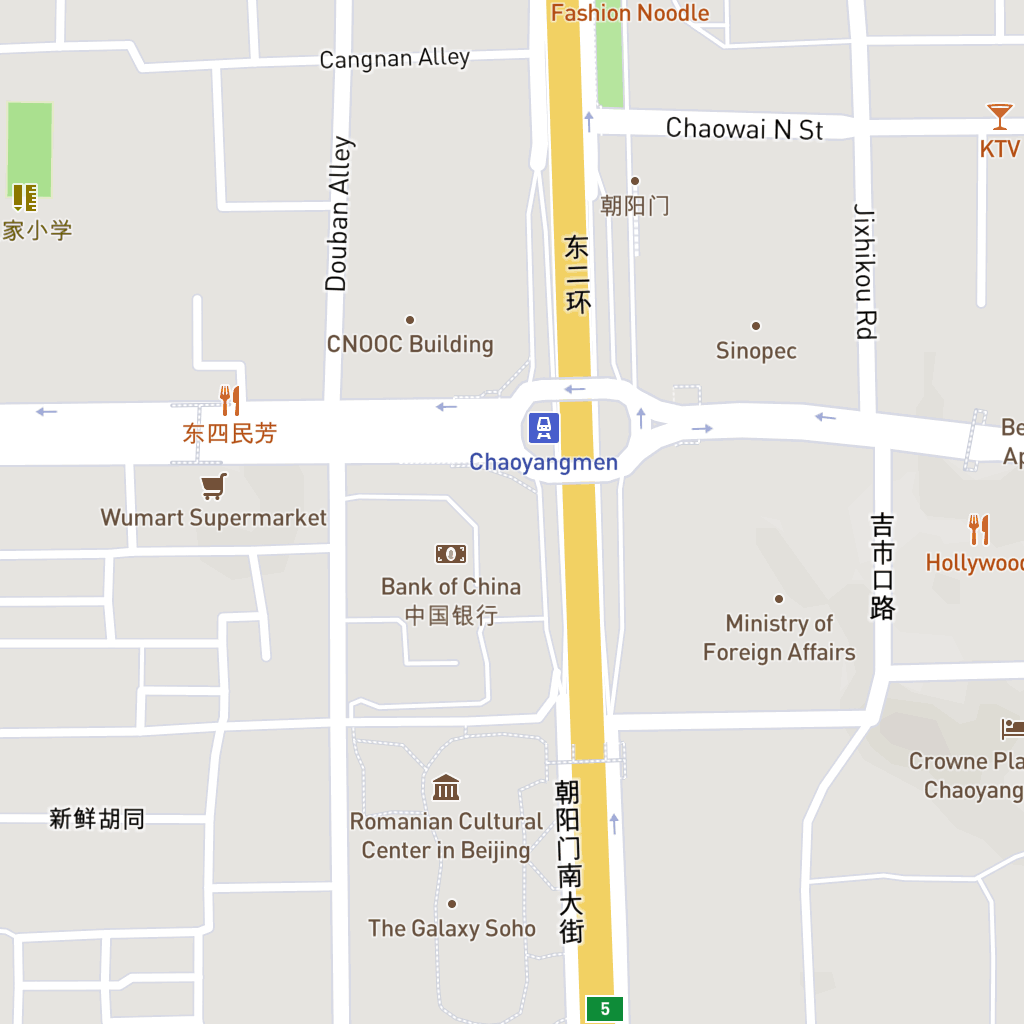 Fashion Noodle
Cangnan Alley
Chaowai N St
KTV
Douban Alley
朝阳门
家小学
Jixhikou Rd
东二环
CNOOC Building
Sinopec
东四民芳
Chaoyangmen
Be
Ap
Wumart Supermarket
吉市口路
Hollywood
Bank of China
中国银行
Ministry of
Foreign Affairs
Crowne Pla
Chaoyang
新鲜胡同
朝阳门南大街
Romanian Cultural
Center in Beijing
The Galaxy Soho
5